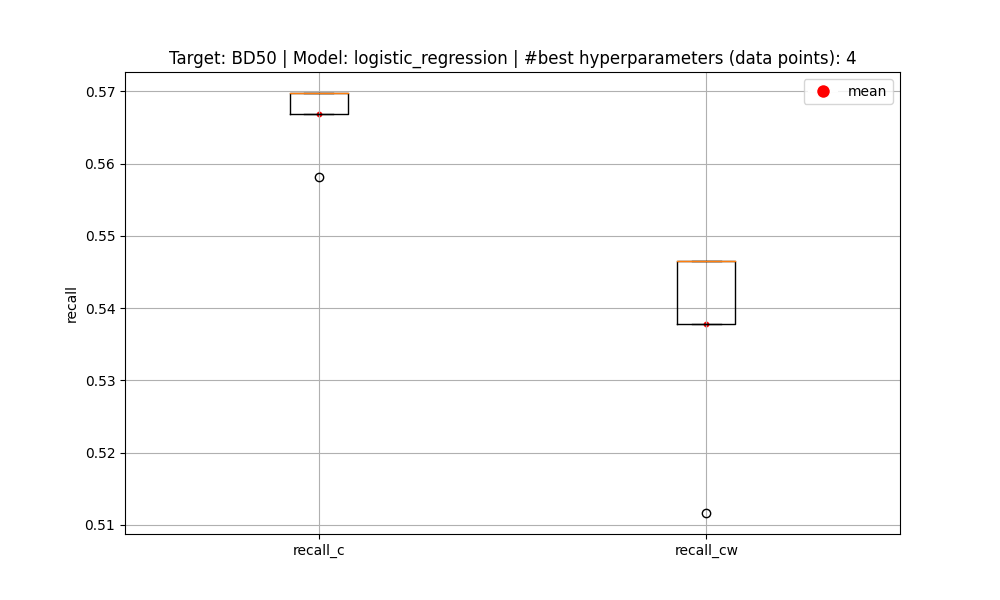 Target: BD50 | Model: logistic_regression | #best hyperparameters (data points): 4
mean
0.57
0.56
0.55
0.54
0.53
0.52
0.51
recall
recall_c
recall_cw